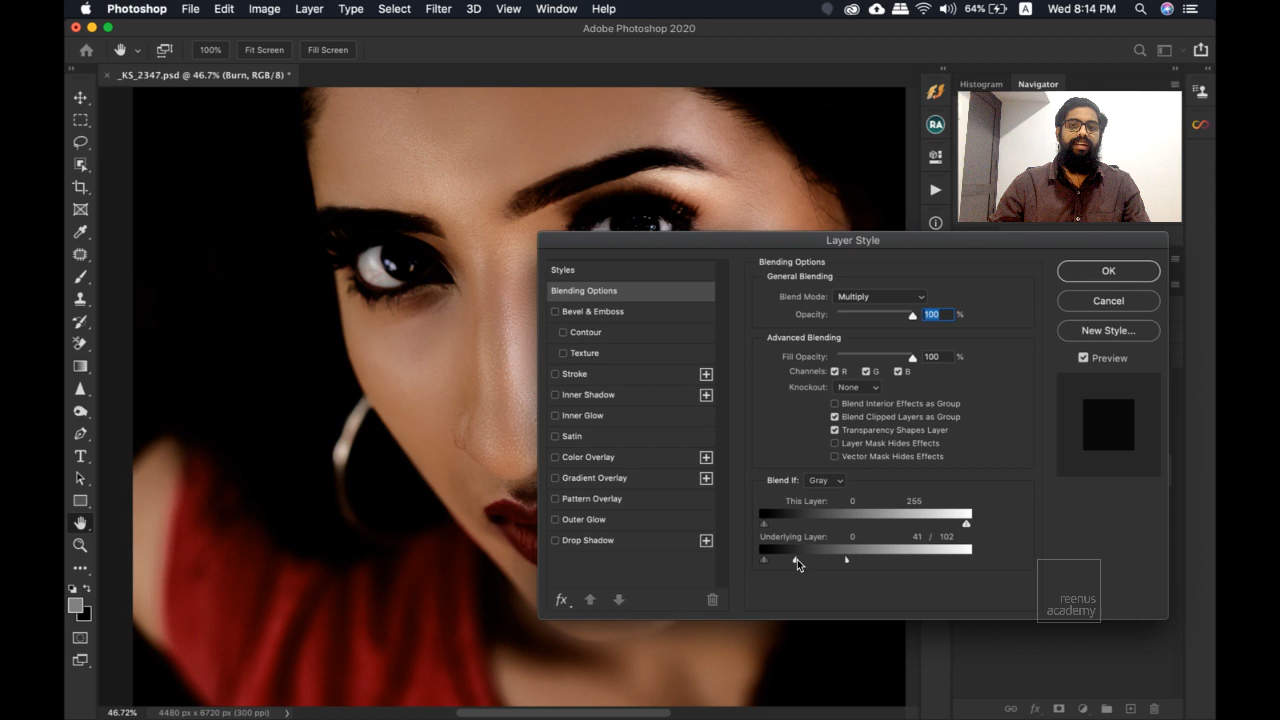 Photoshop File Edit Image Layer Type Select Filter 3D View Window Help 64% A Wed 8:14 PM
Adobe Photoshop 2020
100% Fit Screen Fill Screen
_KS_2347.psd @ 46.7% (Burn, RGB/8) *
Histogram Navigator
RA
Layer Style
Styles
Blending Options
Bevel & Emboss
Contour
Texture
Stroke
Inner Shadow
Inner Glow
Satin
Color Overlay
Gradient Overlay
Pattern Overlay
Outer Glow
Drop Shadow
fx
Blending Options
General Blending
Blend Mode: Multiply
Opacity: 100 %
Advanced Blending
Fill Opacity: 100 %
Channels: R G B
Knockout: None
Blend Interior Effects as Group
Blend Clipped Layers as Group
Transparency Shapes Layer
Layer Mask Hides Effects
Vector Mask Hides Effects
Blend If: Gray
This Layer: 0 255
Underlying Layer: 0 41 / 102
OK
Cancel
New Style...
Preview
reenus
academy
46.72% 4480 px x 6720 px (300 ppi)
fx